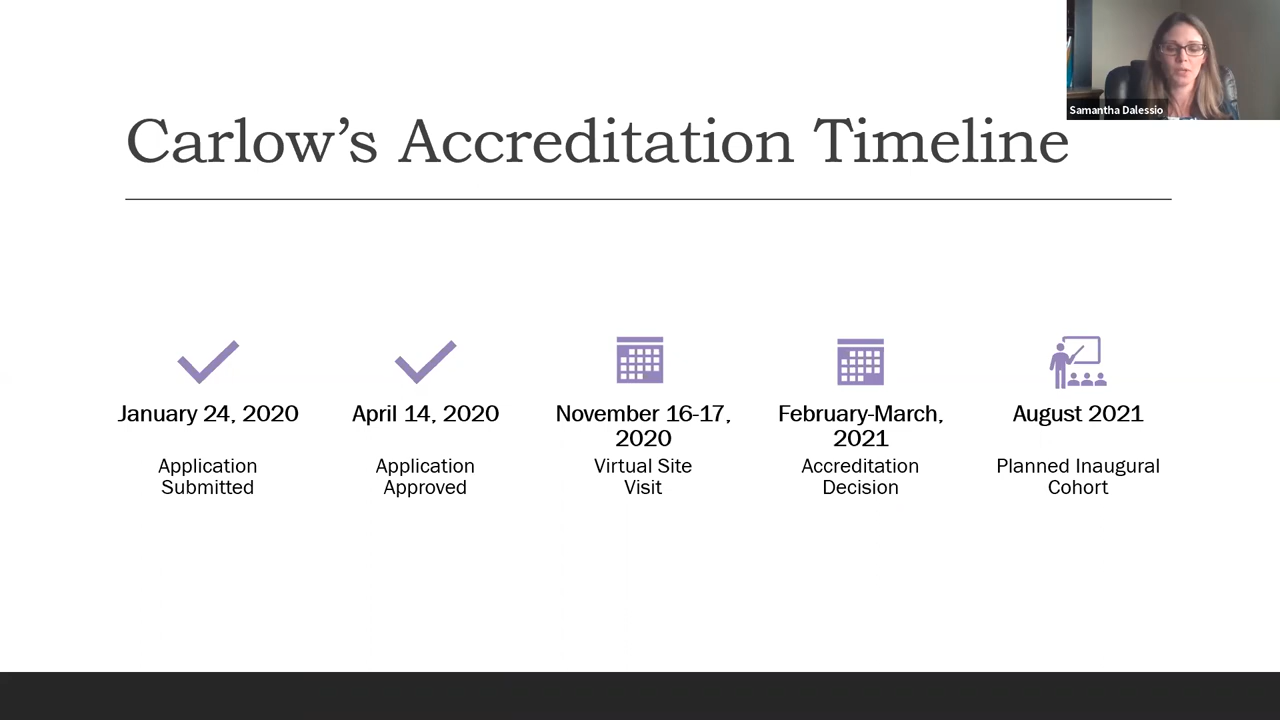 Samantha Dalessio
Carlow’s Accreditation Timeline
January 24, 2020
Application
Submitted
April 14, 2020
Application
Approved
November 16-17,
2020
Virtual Site
Visit
February-March,
2021
Accreditation
Decision
August 2021
Planned Inaugural
Cohort